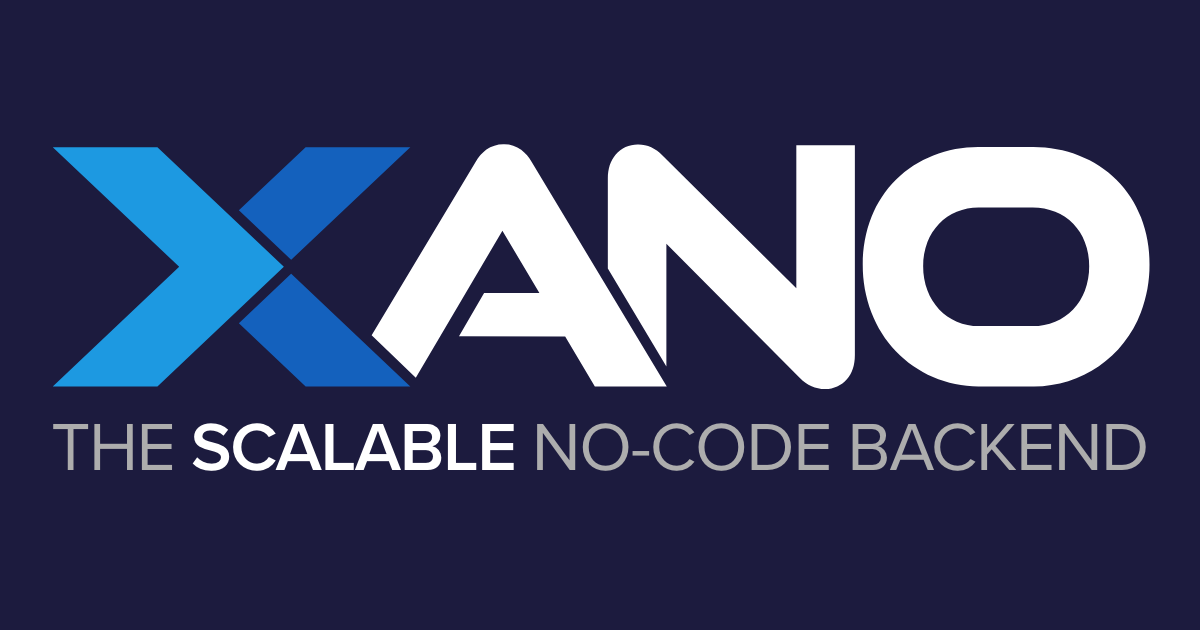 XANO
THE SCALABLE NO-CODE BACKEND